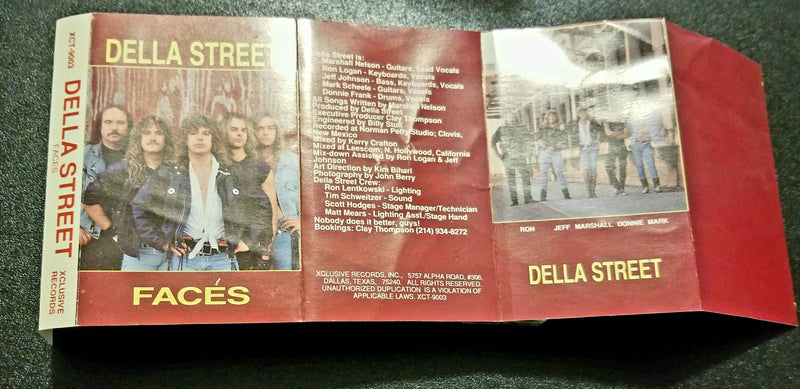 XCT-9003
DELLA STREET
FACES
XCLUSIVE
RECORDS
DELLA STREET
FACÉS
Della Street is:
Marshall Nelson - Guitars, Lead Vocals
Ron Logan - Keyboards, Vocals
Jeff Johnson - Bass, Keyboards, Vocals
Mark Scheele - Guitars, Vocals
Donnie Frank - Drums, Vocals
All Songs Written by Marshall Nelson
Produced by Della Street
Executive Producer Clay Thompson
Engineered by Billy Stull
Recorded at Norman Petty Studio; Clovis,
New Mexico
Mixed by Kerry Crafton
Mixed at Leescom; N. Hollywood, California
Mix-down Assisted by Ron Logan & Jeff
Johnson
Art Direction by Kim Bihari
Photography by John Berry
Della Street Crew:
Ron Lentkowski - Lighting
Tim Schweitzer - Sound
Scott Hodges - Stage Manager/Technician
Matt Mears - Lighting Asst./Stage Hand
Nobody does it better, guys!
Bookings: Clay Thompson (214) 934-8272
XCLUSIVE RECORDS, INC., 5757 ALPHA ROAD, #306,
DALLAS, TEXAS, 75240. ALL RIGHTS RESERVED.
UNAUTHORIZED DUPLICATION IS A VIOLATION OF
APPLICABLE LAWS. XCT-9003
RON JEFF MARSHALL DONNIE MARK
DELLA STREET